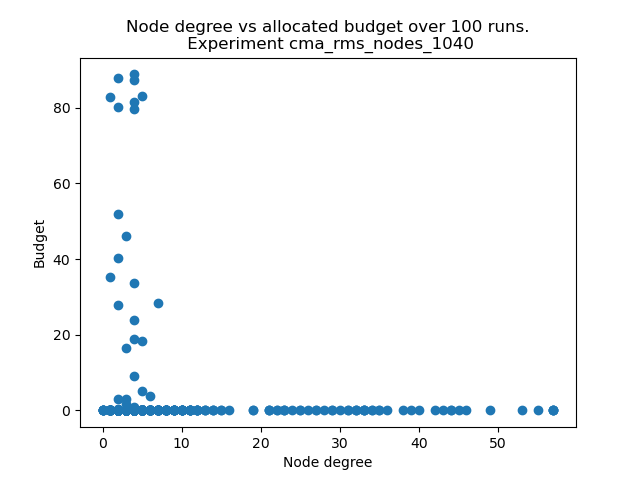 Node degree vs allocated budget over 100 runs.
Experiment cma_rms_nodes_1040
80
60
40
20
0
Budget
0 10 20 30 40 50
Node degree